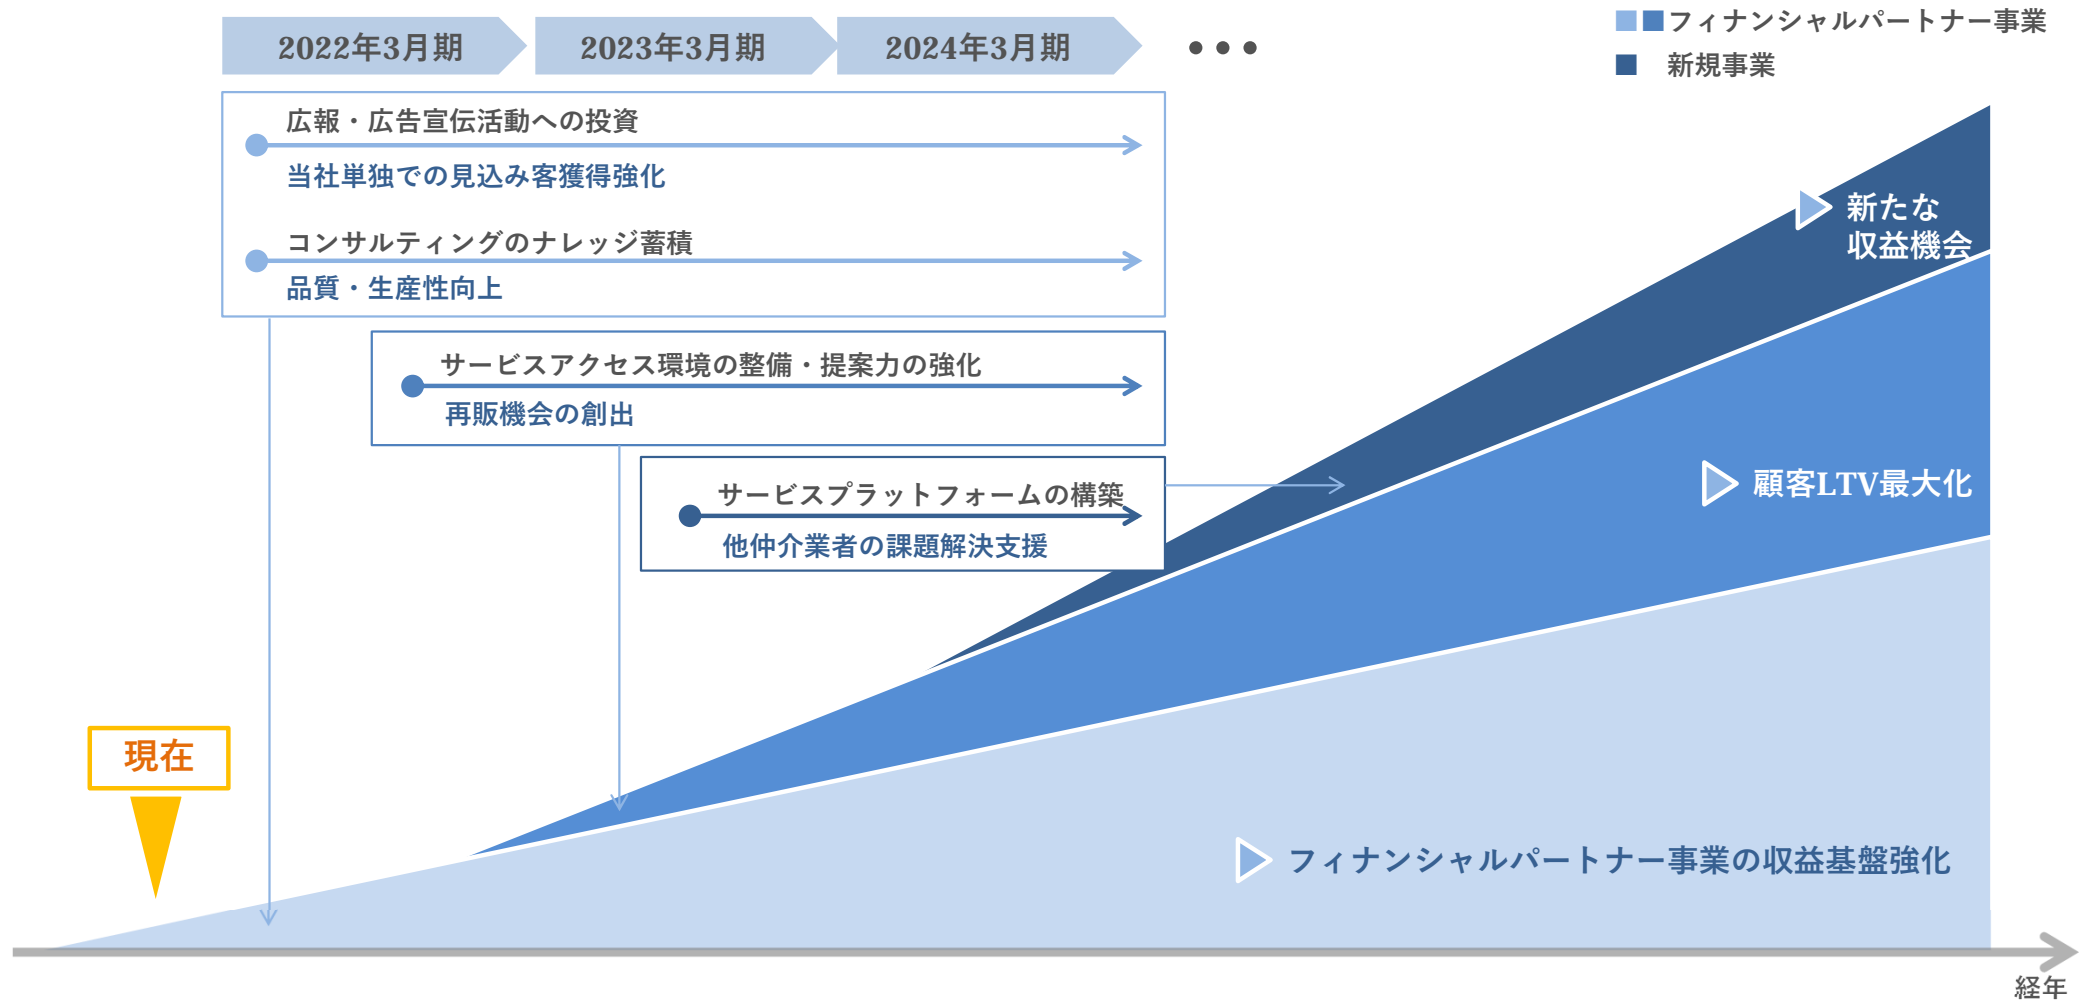 2022年3月期
2023年3月期
2024年3月期
•••
フィナンシャルパートナー事業
新規事業
広報・広告宣伝活動への投資
当社単独での見込み客獲得強化
コンサルティングのナレッジ蓄積
品質・生産性向上
サービスアクセス環境の整備・提案力の強化
再販機会の創出
サービスプラットフォームの構築
他仲介業者の課題解決支援
新たな
収益機会
顧客LTV最大化
フィナンシャルパートナー事業の収益基盤強化
現在
経年